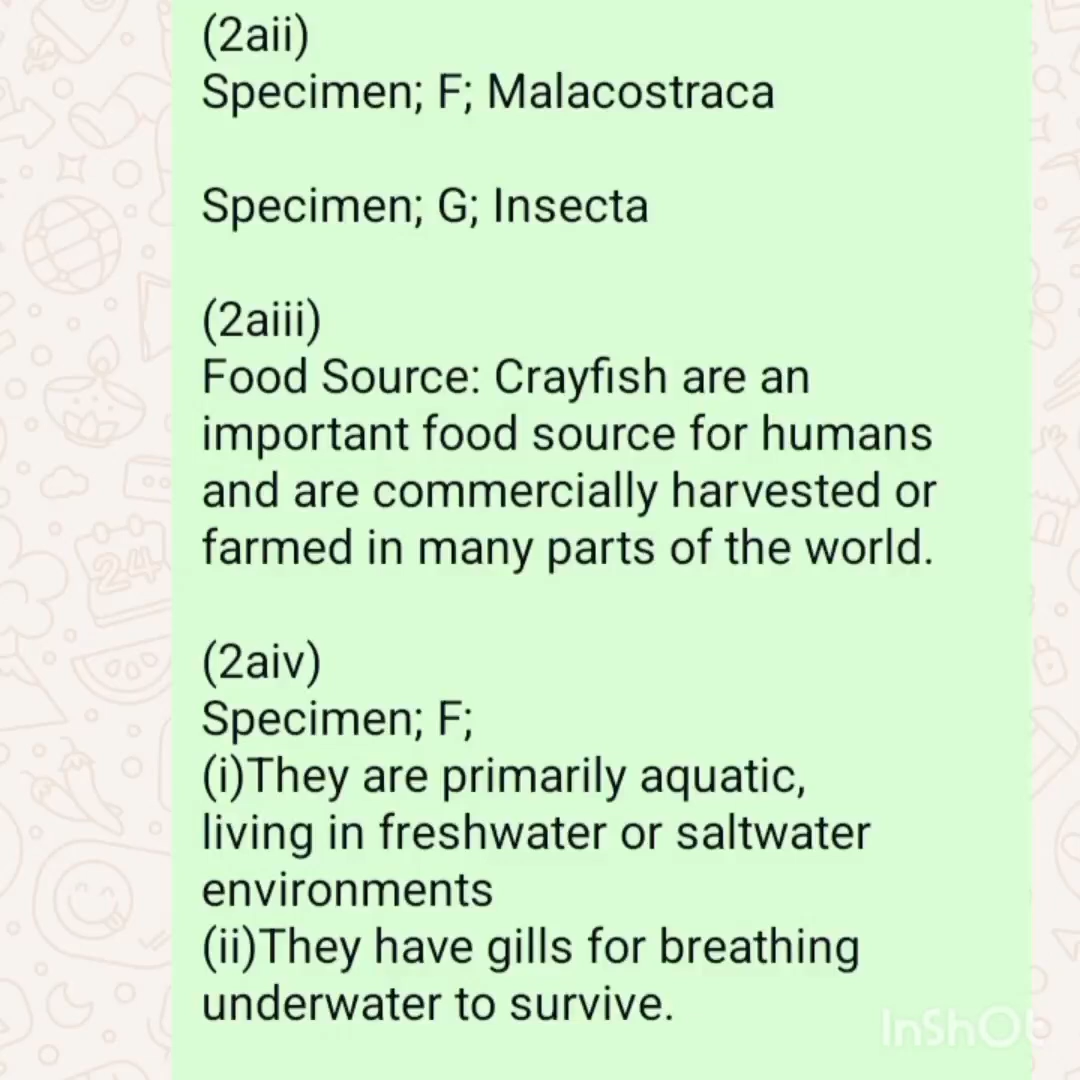 (2aii)
Specimen; F; Malacostraca
Specimen; G; Insecta
(2aiii)
Food Source: Crayfish are an
important food source for humans
and are commercially harvested or
farmed in many parts of the world.
(2aiv)
Specimen; F;
(i)They are primarily aquatic,
living in freshwater or saltwater
environments
(ii)They have gills for breathing
underwater to survive.
24
InShOt